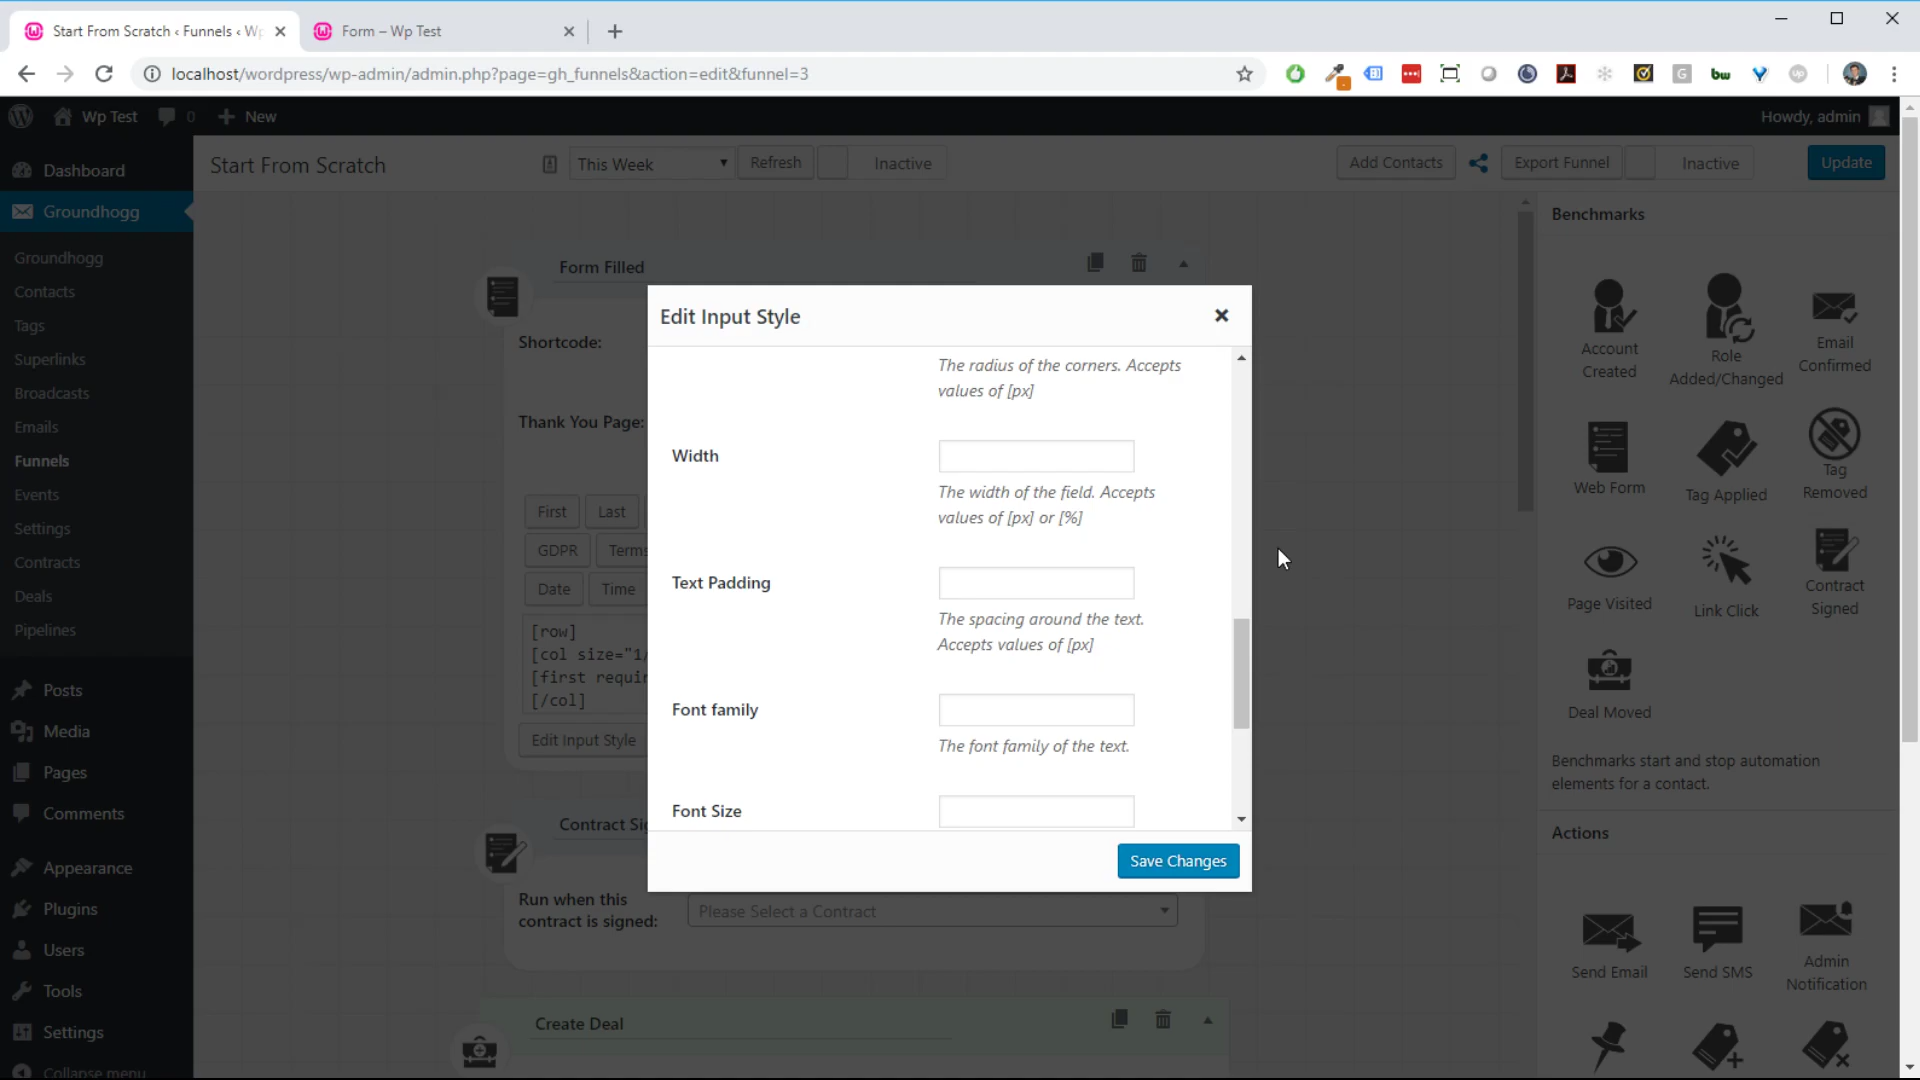 Start From Scratch ‹ Funnels ‹ Wp
Form – Wp Test
localhost/wordpress/wp-admin/admin.php?page=gh_funnels&action=edit&funnel=3
Wp Test
0
New
Howdy, admin
Start From Scratch
This Week
Refresh
Inactive
Add Contacts
Export Funnel
Inactive
Update
Dashboard
Groundhogg
Groundhogg
Contacts
Tags
Superlinks
Broadcasts
Emails
Funnels
Events
Settings
Contracts
Deals
Pipelines
Posts
Media
Pages
Comments
Appearance
Plugins
Users
Tools
Settings
Collapse menu
Form Filled
Shortcode:
Thank You Page:
First
Last
GDPR
Terms
Date
Time
[row]
[col size="1/
[first requir
[/col]
Edit Input Style
Contract Sig
Run when this
contract is signed:
Please Select a Contract
Create Deal
Edit Input Style
The radius of the corners. Accepts
values of [px]
Width
The width of the field. Accepts
values of [px] or [%]
Text Padding
The spacing around the text.
Accepts values of [px]
Font family
The font family of the text.
Font Size
Save Changes
Benchmarks
Account
Created
Role
Added/Changed
Email
Confirmed
Web Form
Tag Applied
Tag
Removed
Page Visited
Link Click
Contract
Signed
Deal Moved
Benchmarks start and stop automation
elements for a contact.
Actions
Send Email
Send SMS
Admin
Notification